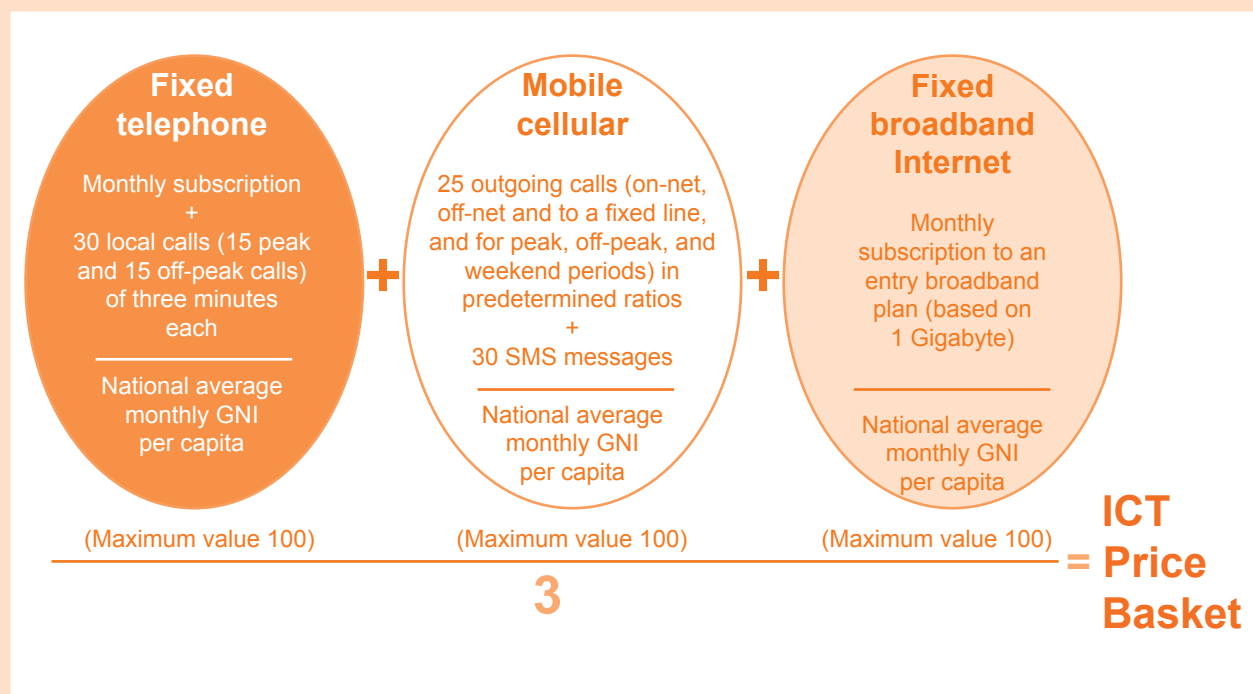 Fixed
telephone
Monthly subscription
+
30 local calls (15 peak
and 15 off-peak calls)
of three minutes
each
National average
monthly GNI
per capita
(Maximum value 100)
+
Mobile
cellular
25 outgoing calls (on-net,
off-net and to a fixed line,
and for peak, off-peak, and
weekend periods) in
predetermined ratios
+
30 SMS messages
National average
monthly GNI
per capita
(Maximum value 100)
+
Fixed
broadband
Internet
Monthly
subscription to an
entry broadband
plan (based on
1 Gigabyte)
National average
monthly GNI
per capita
(Maximum value 100)
3
= ICT
Price
Basket